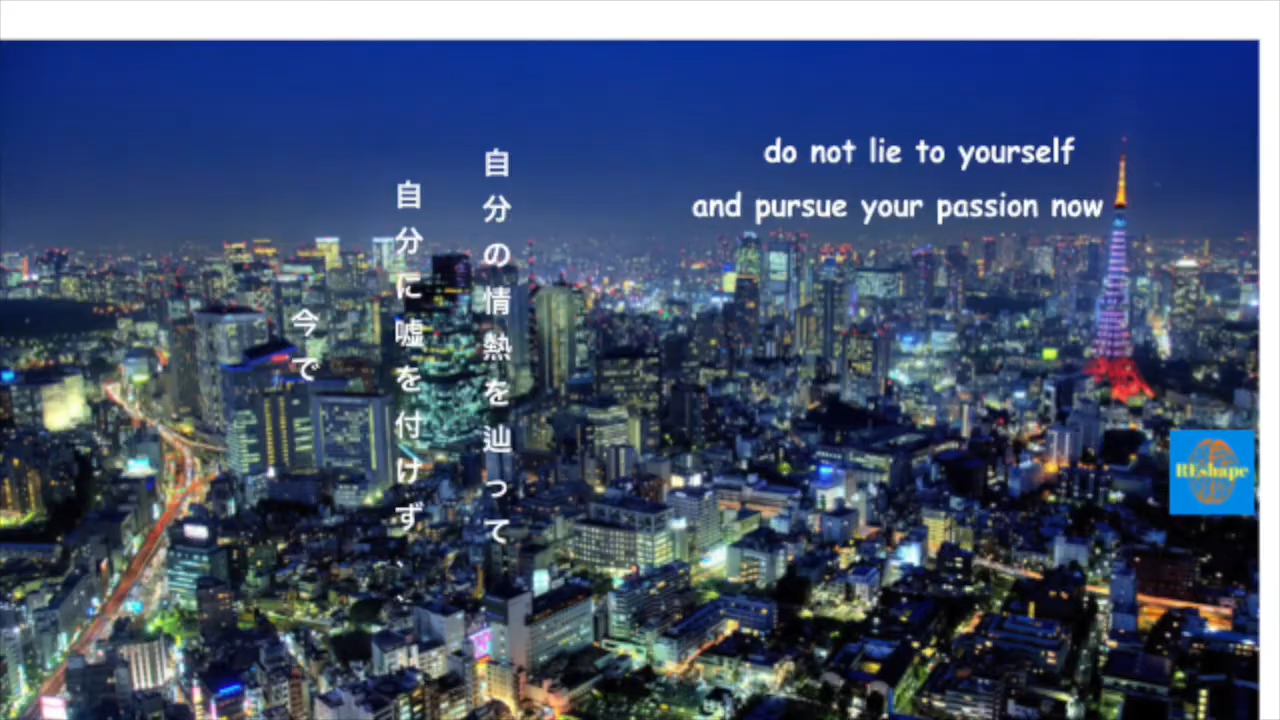 do not lie to yourself
and pursue your passion now
自分の情熱を辿って
自分に嘘を付けず
今で
REshape